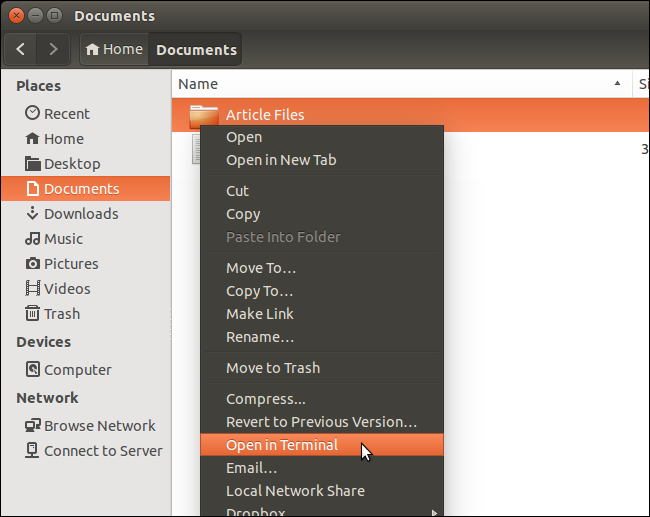 Documents
Home
Documents
Places
Recent
Home
Desktop
Documents
Downloads
Music
Pictures
Videos
Trash
Devices
Computer
Network
Browse Network
Connect to Server
Name
Article Files
3
Open
Open in New Tab
Cut
Copy
Paste Into Folder
Move To...
Copy To...
Make Link
Rename...
Move to Trash
Compress...
Revert to Previous Version...
Open in Terminal
Email...
Local Network Share
Dropbox